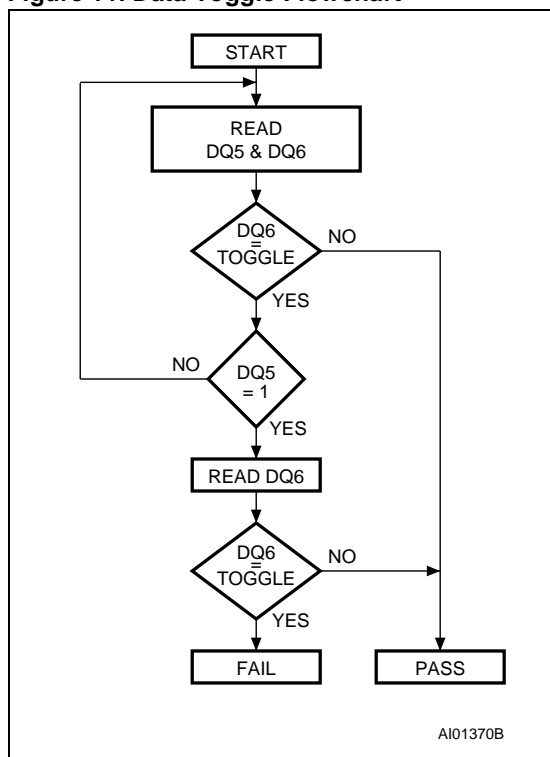 Figure Data Toggle Flowchart
START
READ
DQ5 & DQ6
DQ6
=
TOGGLE
NO
YES
NO
DQ5
= 1
YES
READ DQ6
DQ6
=
TOGGLE
NO
YES
FAIL
PASS
AI01370B